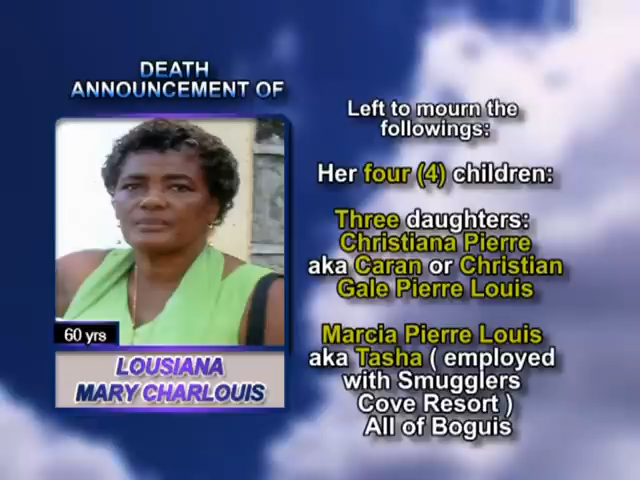 DEATH
ANNOUNCEMENT OF
60 yrs
LOUSIANA
MARY CHARLOUIS
Left to mourn the
followings:
Her four (4) children:
Three daughters:
Christiana Pierre
aka Caran or Christian
Gale Pierre Louis
Marcia Pierre Louis
aka Tasha ( employed
with Smugglers
Cove Resort )
All of Boguis